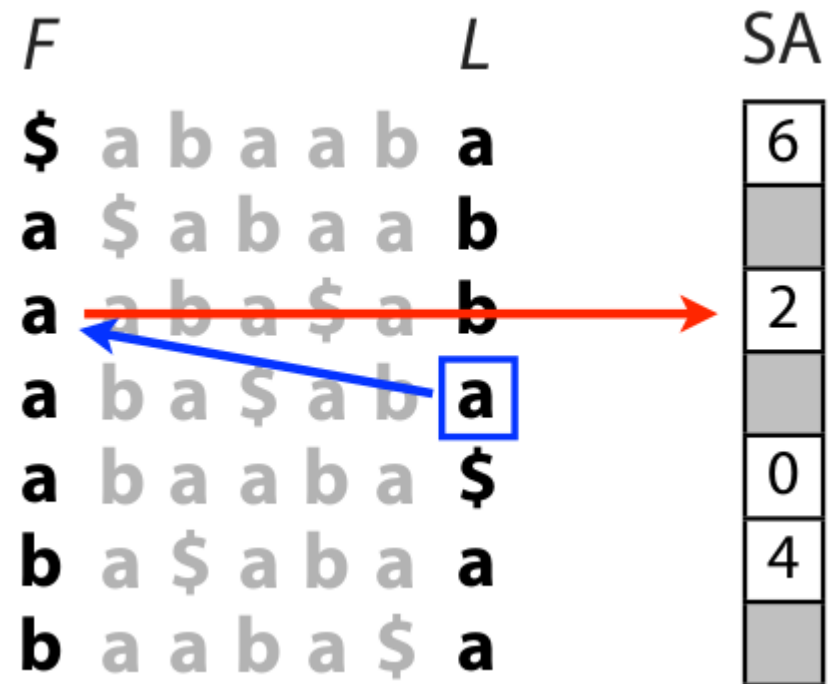 F L SA
$ a b a a b a 6
a $ a b a a b
a a b a $ a b 2
a b a $ a b a
a b a a b a $ 0
b a $ a b a a 4
b a a b a $ a